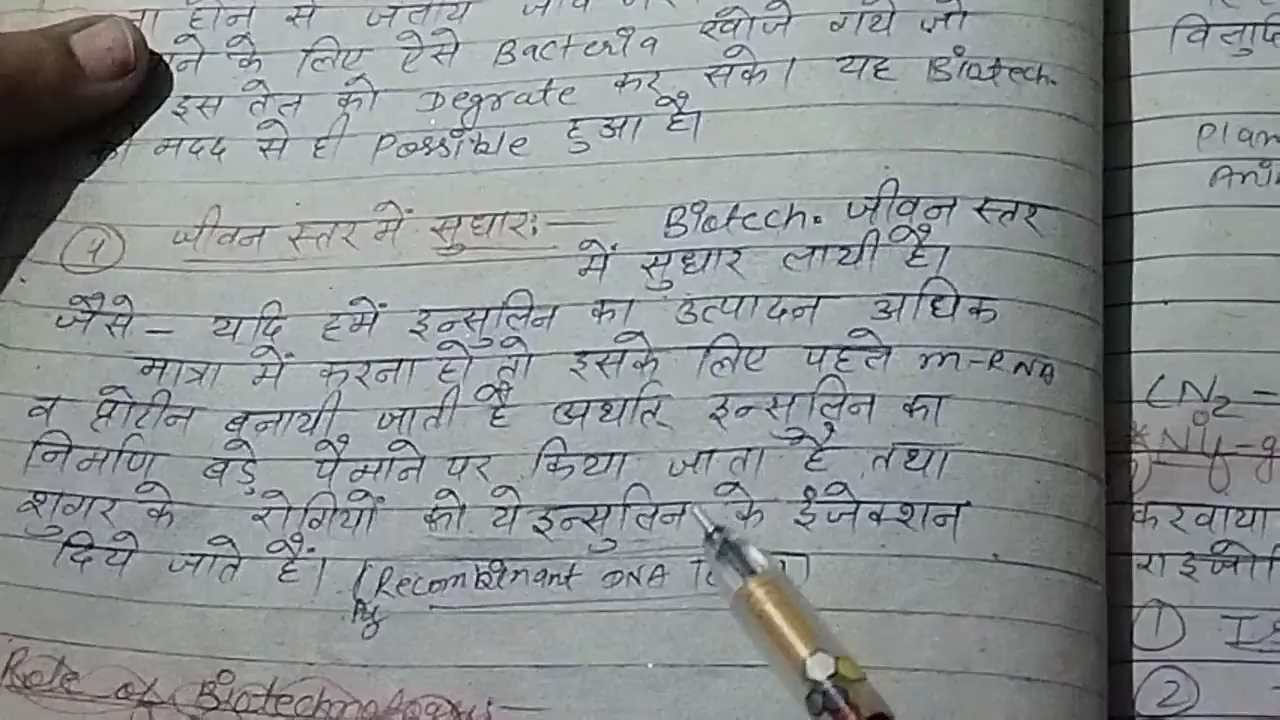 होने से जलीय जीव
के लिए ऐसे Bacteria खोजे गये जो
इस तेल को Degrate कर सके। यह Biotech.
मदद से ही Possible हुआ है।
④ जीवन स्तर में सुधार:— Biotech. जीवन स्तर
में सुधार लायी है।
जैसे – यदि हमें इन्सुलिन का उत्पादन अधिक
मात्रा में करना हो तो इसके लिए पहले m-RNA
व प्रोटीन बनायी जाती है अर्थात् इन्सुलिन का
निर्माण बड़े पैमाने पर किया जाता है तथा
शुगर के रोगियों को ये इन्सुलिन के इंजेक्शन
दिये जाते हैं। (Recombinant DNA
By
Role of Biotechnology:—
Plan
Ani
(N2 –
करवाया
①
②